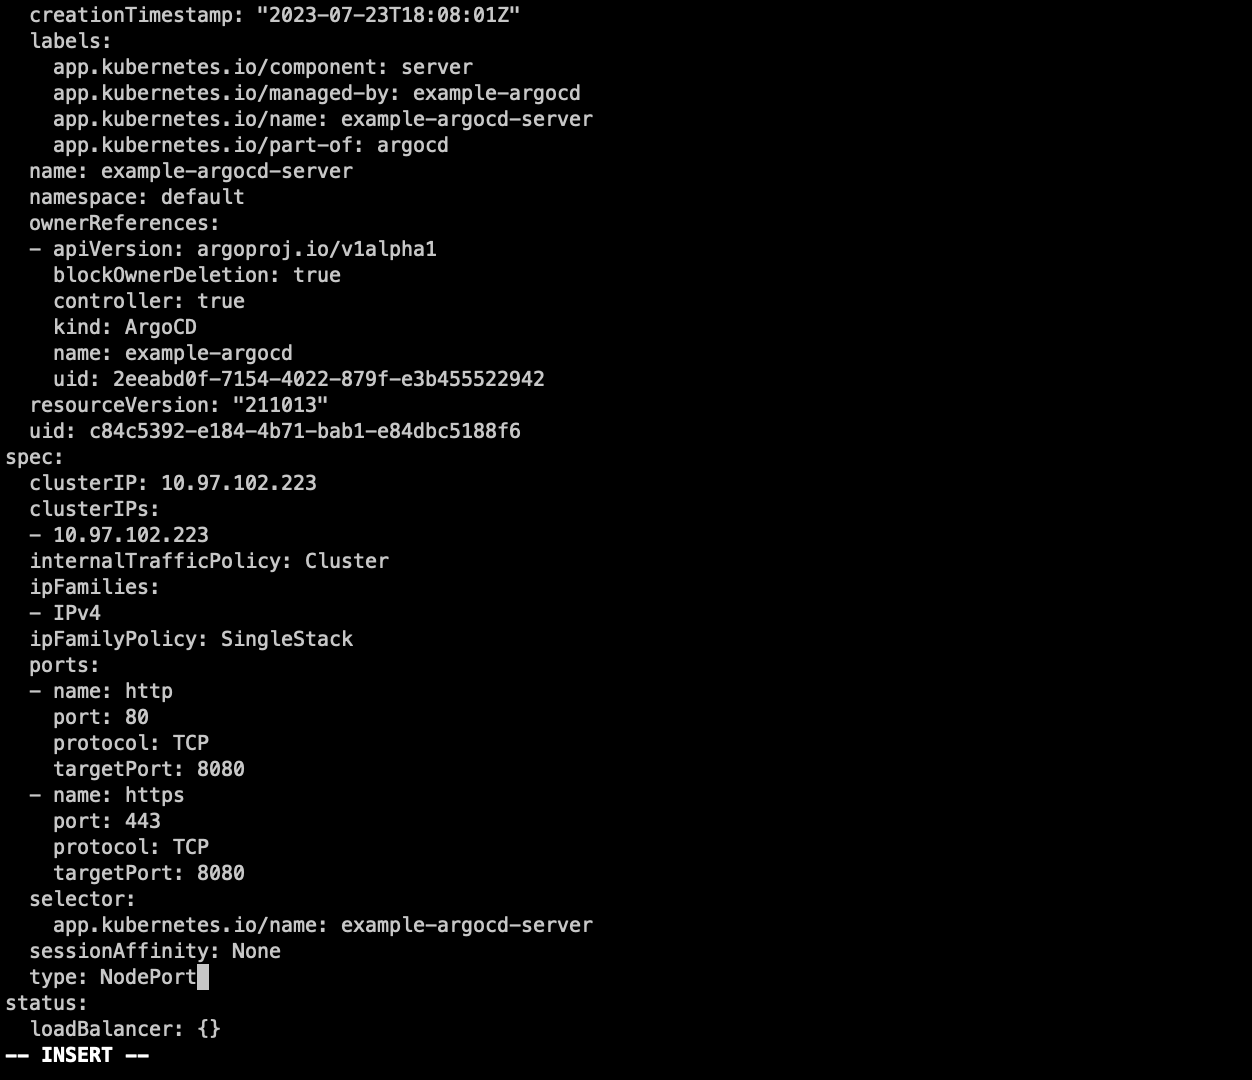 creationTimestamp: "2023-07-23T18:08:01Z"
labels:
app.kubernetes.io/component: server
app.kubernetes.io/managed-by: example-argocd
app.kubernetes.io/name: example-argocd-server
app.kubernetes.io/part-of: argocd
name: example-argocd-server
namespace: default
ownerReferences:
- apiVersion: argoproj.io/v1alpha1
blockOwnerDeletion: true
controller: true
kind: ArgoCD
name: example-argocd
uid: 2eeabd0f-7154-4022-879f-e3b455522942
resourceVersion: "211013"
uid: c84c5392-e184-4b71-bab1-e84dbc5188f6
spec:
clusterIP: 10.97.102.223
clusterIPs:
- 10.97.102.223
internalTrafficPolicy: Cluster
ipFamilies:
- IPv4
ipFamilyPolicy: SingleStack
ports:
- name: http
port: 80
protocol: TCP
targetPort: 8080
- name: https
port: 443
protocol: TCP
targetPort: 8080
selector:
app.kubernetes.io/name: example-argocd-server
sessionAffinity: None
type: NodePort
status:
loadBalancer: {}
-- INSERT --